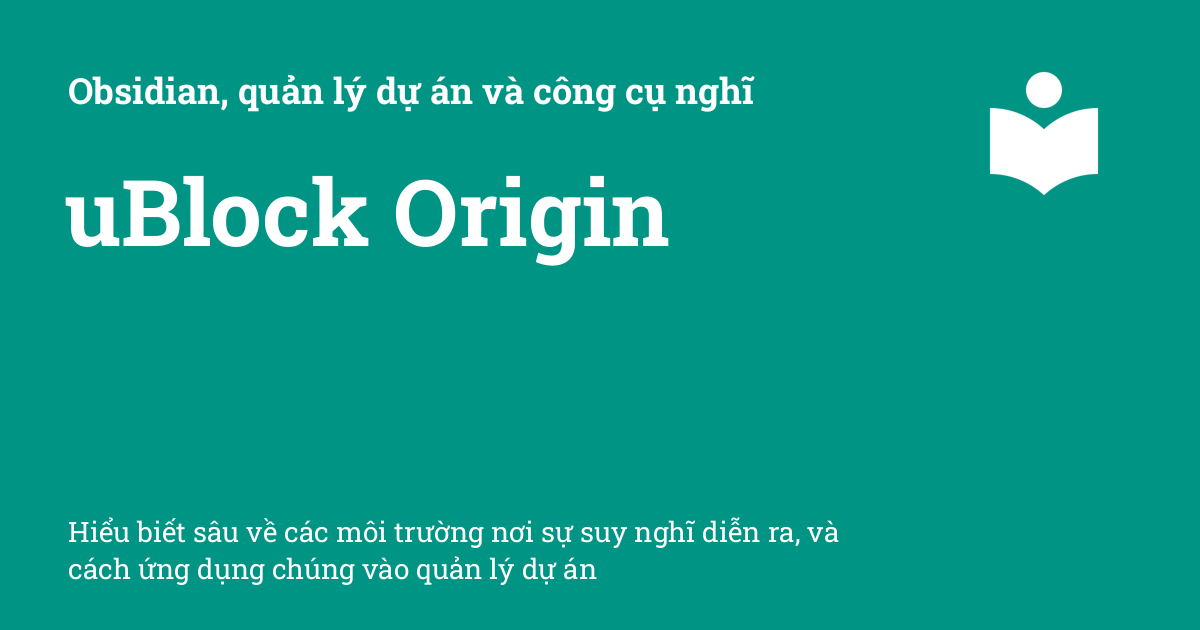 Obsidian, quản lý dự án và công cụ nghĩ
uBlock Origin
Hiểu biết sâu về các môi trường nơi sự suy nghĩ diễn ra, và
cách ứng dụng chúng vào quản lý dự án